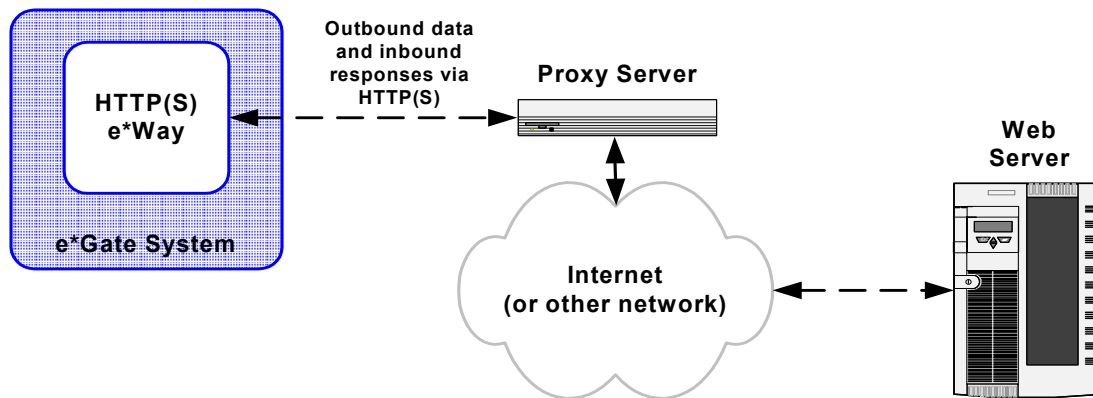 Outbound data
and inbound
responses via
HTTP(S)
Proxy Server
HTTP(S)
e*Way
e*Gate System
Web
Server
Internet
(or other network)